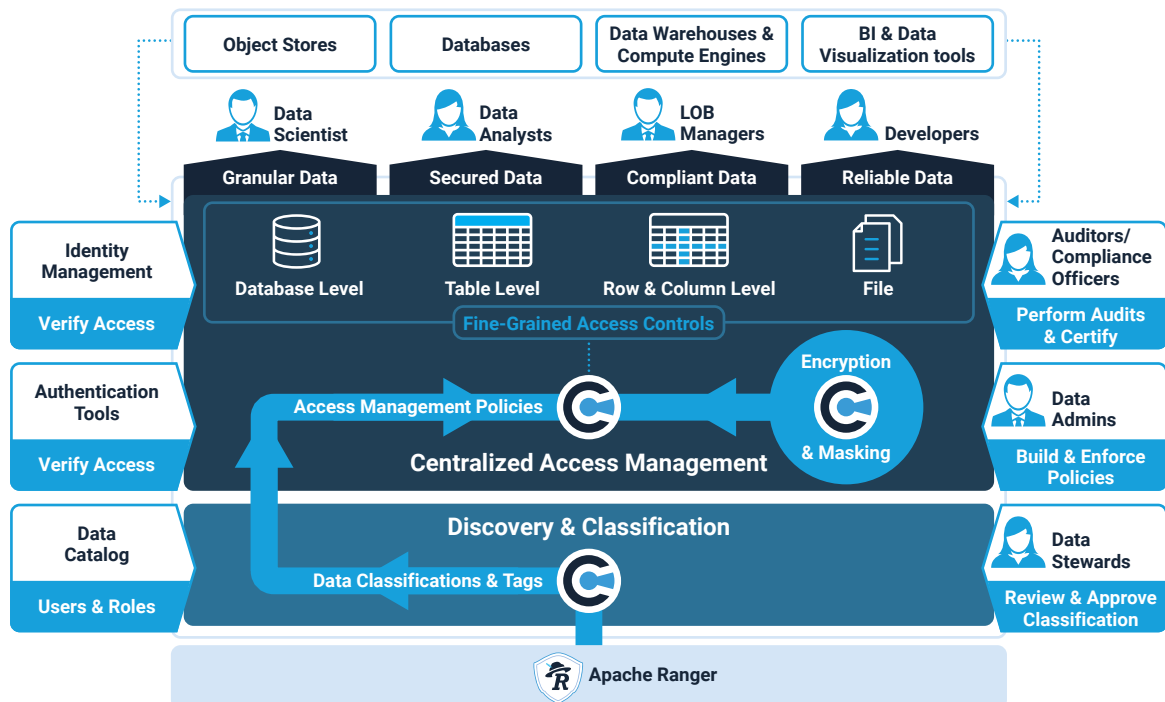 Object Stores
Databases
Data Warehouses &
Compute Engines
BI & Data
Visualization tools
Data
Scientist
Data
Analysts
LOB
Managers
Developers
Granular Data
Secured Data
Compliant Data
Reliable Data
Identity
Management
Verify Access
Authentication
Tools
Verify Access
Data
Catalog
Users & Roles
Database Level
Table Level
Row & Column Level
File
Fine-Grained Access Controls
Access Management Policies
Encryption
& Masking
Centralized Access Management
Discovery & Classification
Data Classifications & Tags
Auditors/
Compliance
Officers
Perform Audits
& Certify
Data
Admins
Build & Enforce
Policies
Data
Stewards
Review & Approve
Classification
R
Apache Ranger